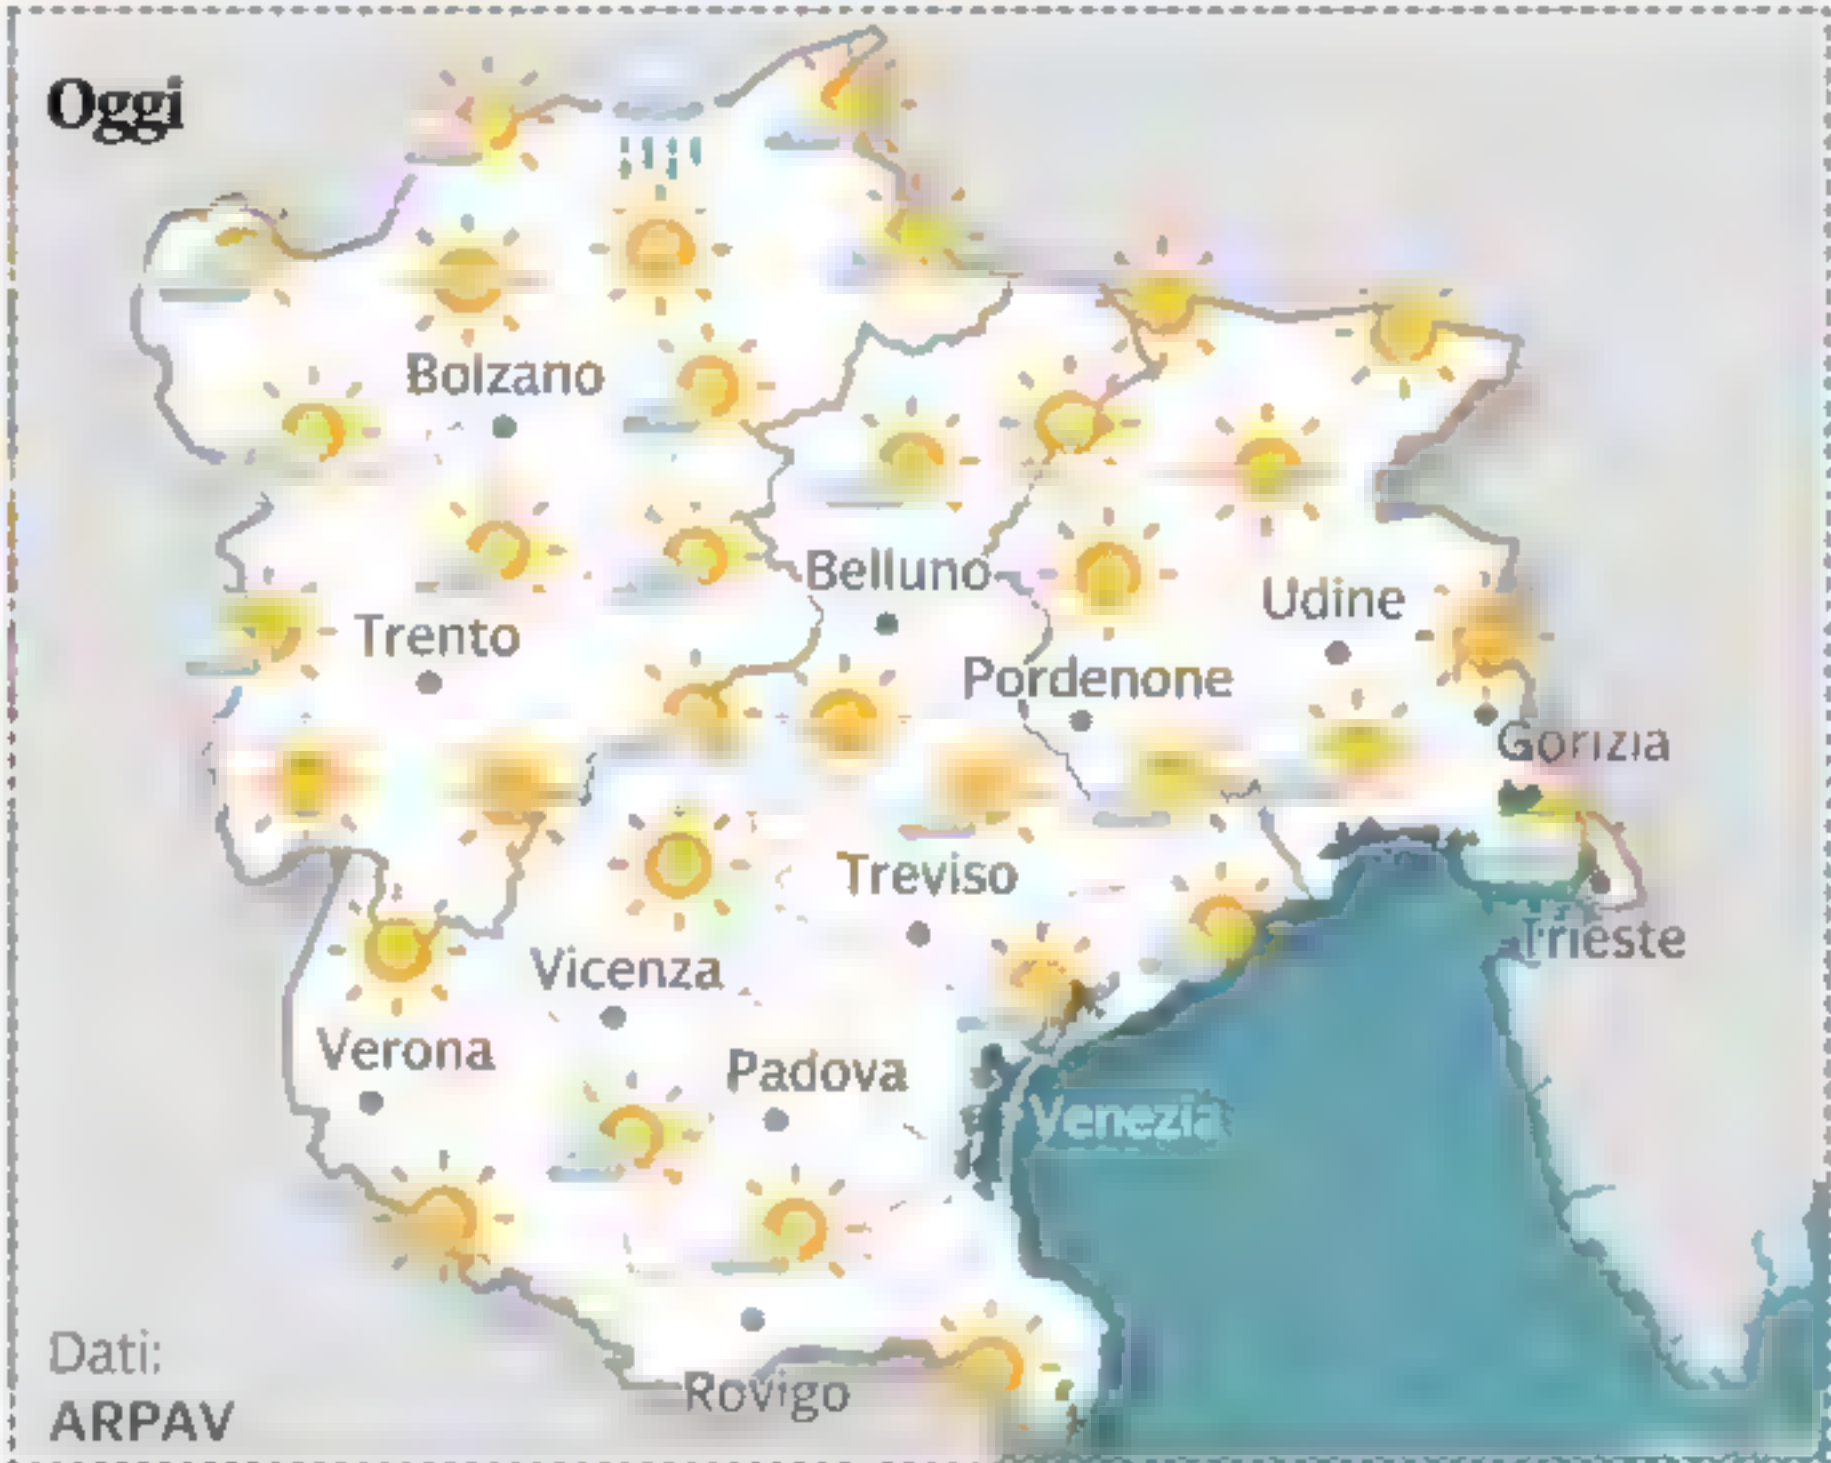 Oggi
Bolzano
Belluno
Udine
Trento
Pordenone
Gorizia
Treviso
Trieste
Vicenza
Verona
Padova
Venezia
Dati:
Rovigo
ARPAV